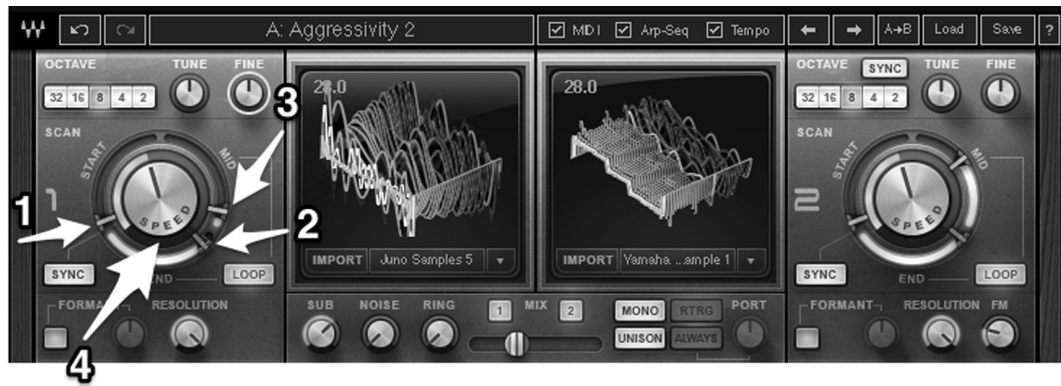 A: Aggressivity 2 MIDI Arp-Seq Tempo A→B Load Save ?
OCTAVE TUNE FINE
32 16 8 4 2
SCAN
START MID
1
SPEED
SYNC END LOOP
FORMANT RESOLUTION
1
2
3
4
28.0
IMPORT Juno Samples 5
28.0
IMPORT Yamaha ...ample 1
SUB NOISE RING 1 MIX 2 MONO RTRG PORT
UNISON ALWAYS
OCTAVE SYNC TUNE FINE
32 16 8 4 2
SCAN
START MID
2
SPEED
SYNC END LOOP
FORMANT RESOLUTION FM